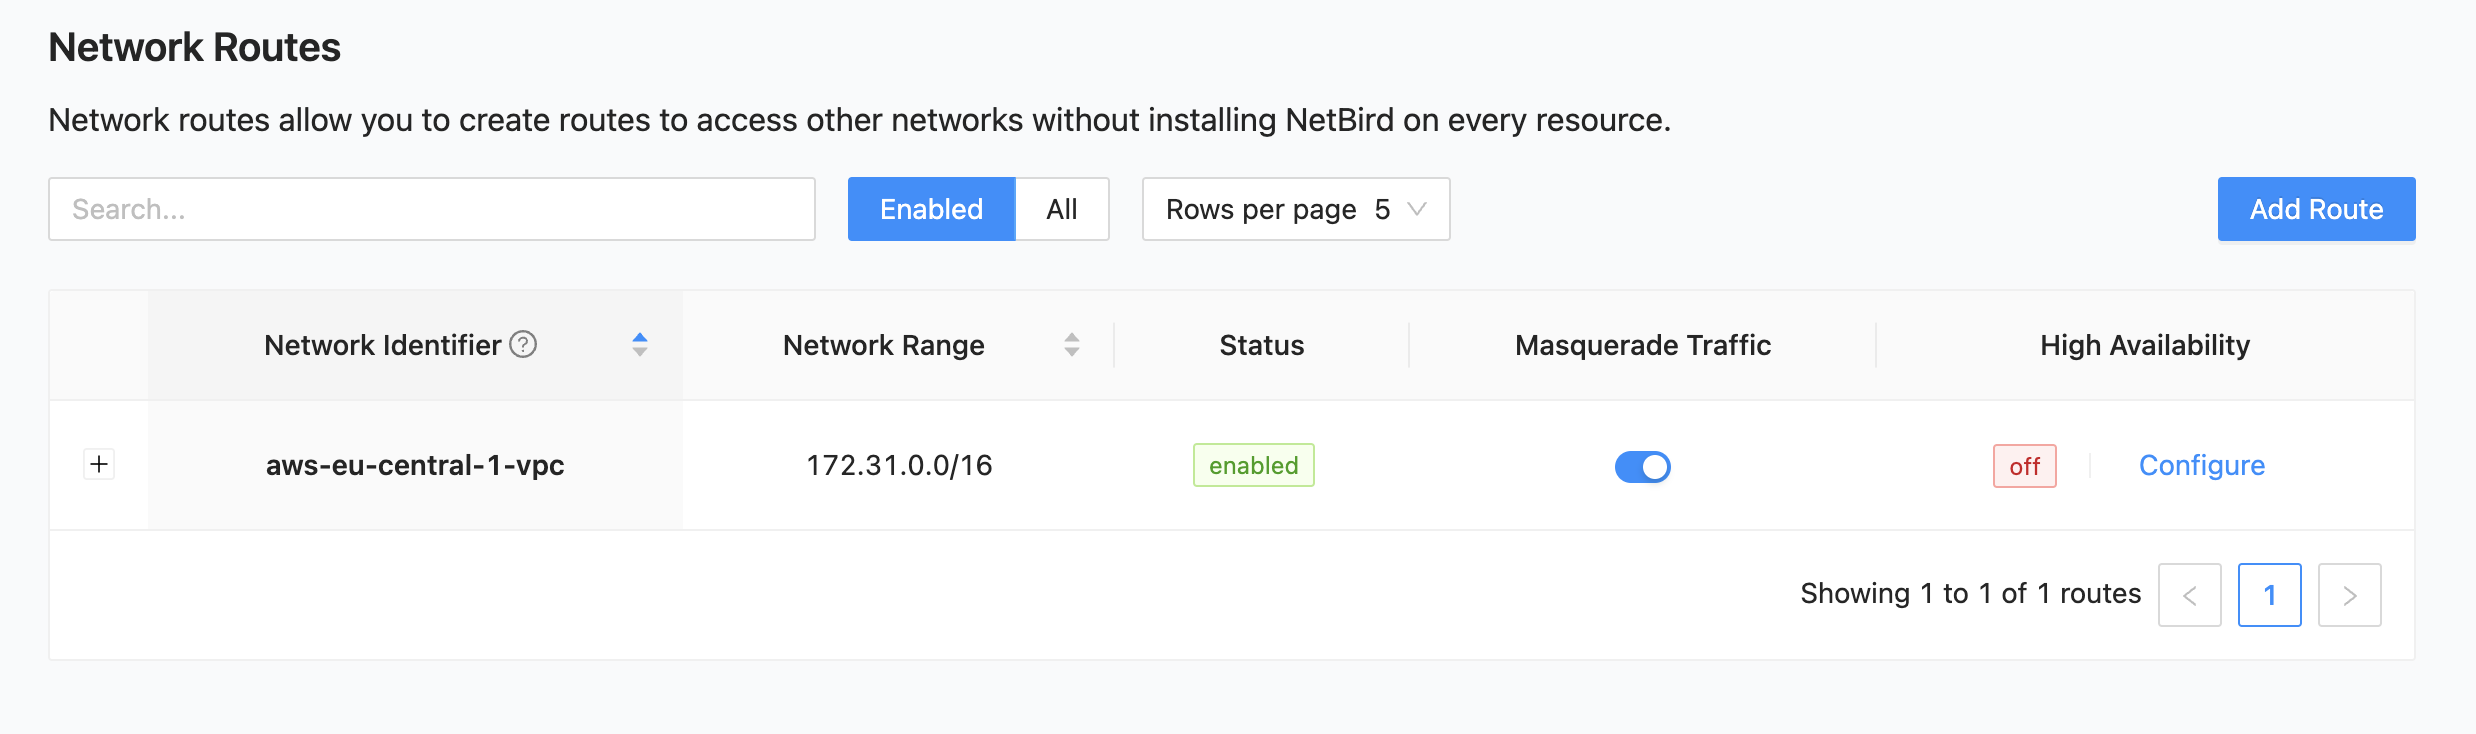 Network Routes
Network routes allow you to create routes to access other networks without installing NetBird on every resource.
Search...
Enabled All
Rows per page 5
Add Route
Network Identifier ? Network Range Status Masquerade Traffic High Availability
aws-eu-central-1-vpc 172.31.0.0/16 enabled off Configure
Showing 1 to 1 of 1 routes < 1 >